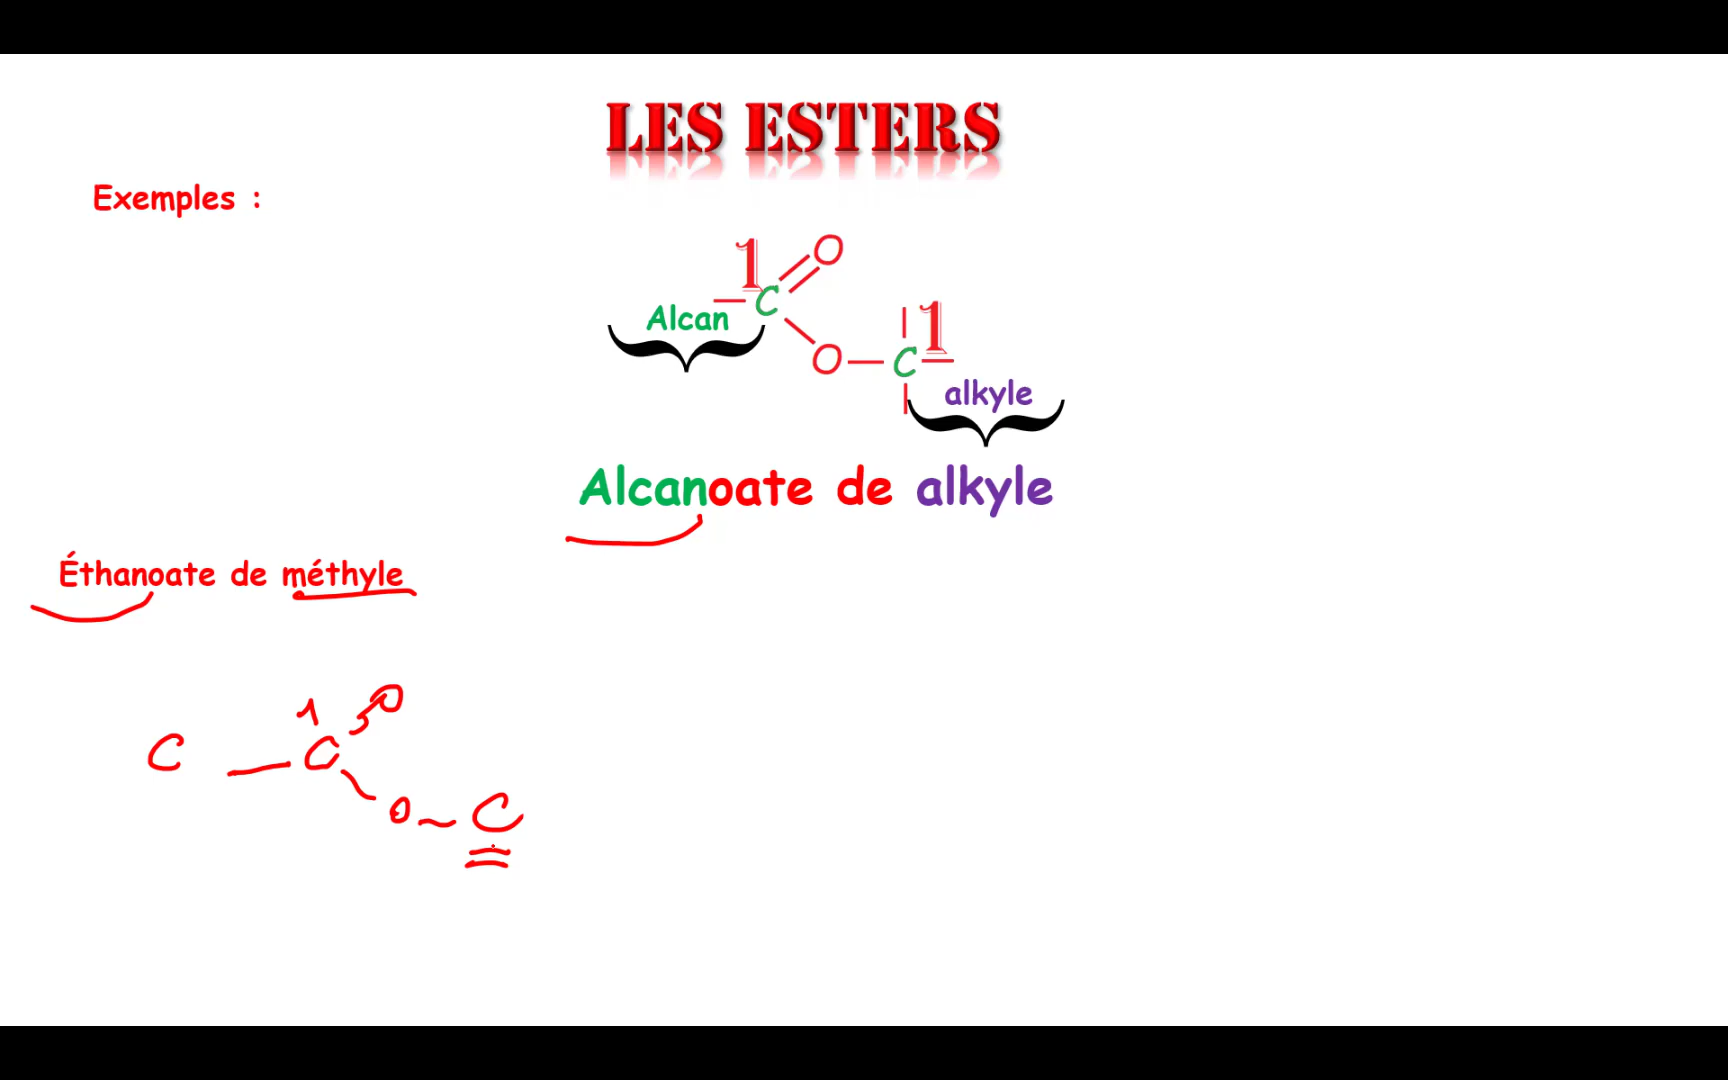 LES ESTERS
Exemples :
1 O
C
Alcan
1
O C
alkyle
Alcanoate de alkyle
Éthanoate de méthyle
1 O
C C
O C